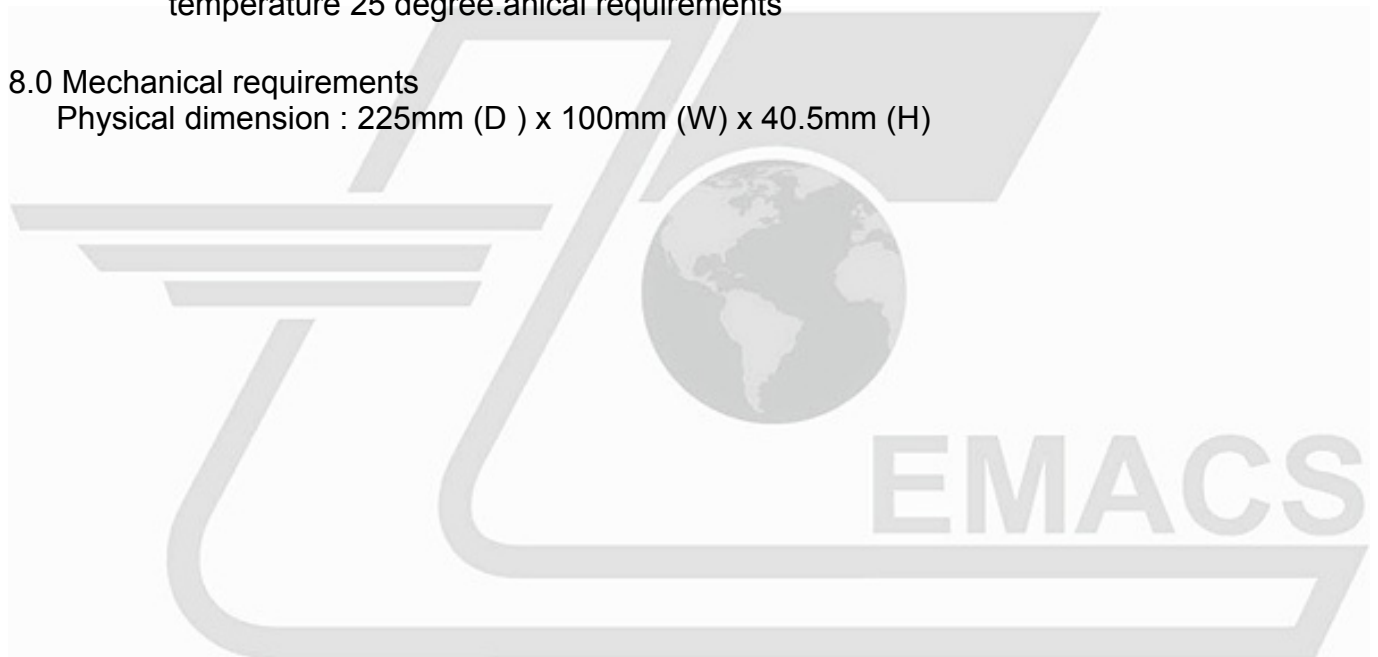 temperature 25 degree.anical requirements
8.0 Mechanical requirements
Physical dimension : 225mm (D ) x 100mm (W) x 40.5mm (H)
EMACS